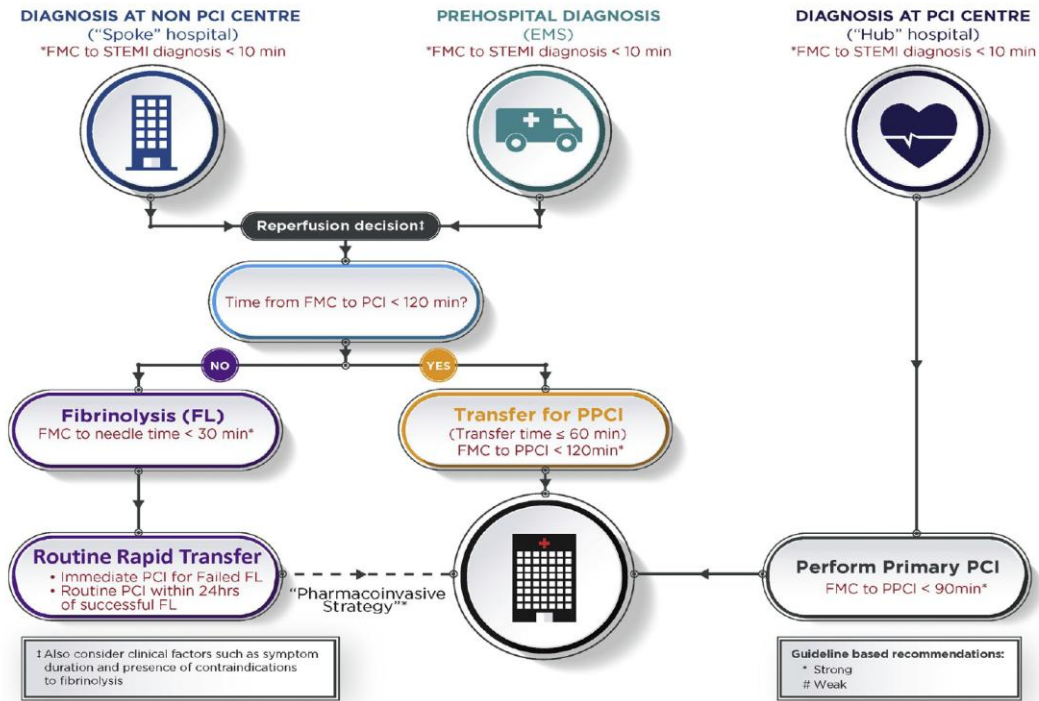 DIAGNOSIS AT NON PCI CENTRE
("Spoke" hospital)
*FMC to STEMI diagnosis < 10 min
PREHOSPITAL DIAGNOSIS
(EMS)
*FMC to STEMI diagnosis < 10 min
DIAGNOSIS AT PCI CENTRE
("Hub" hospital)
*FMC to STEMI diagnosis < 10 min
Reperfusion decision‡
Time from FMC to PCI < 120 min?
NO
YES
Fibrinolysis (FL)
FMC to needle time < 30 min*
Transfer for PPCI
(Transfer time ≤ 60 min)
FMC to PPCI < 120min*
Routine Rapid Transfer
• Immediate PCI for Failed FL
• Routine PCI within 24hrs
of successful FL
"Pharmacoinvasive
Strategy"*
Perform Primary PCI
FMC to PPCI < 90min*
‡ Also consider clinical factors such as symptom
duration and presence of contraindications
to fibrinolysis
Guideline based recommendations:
* Strong
# Weak